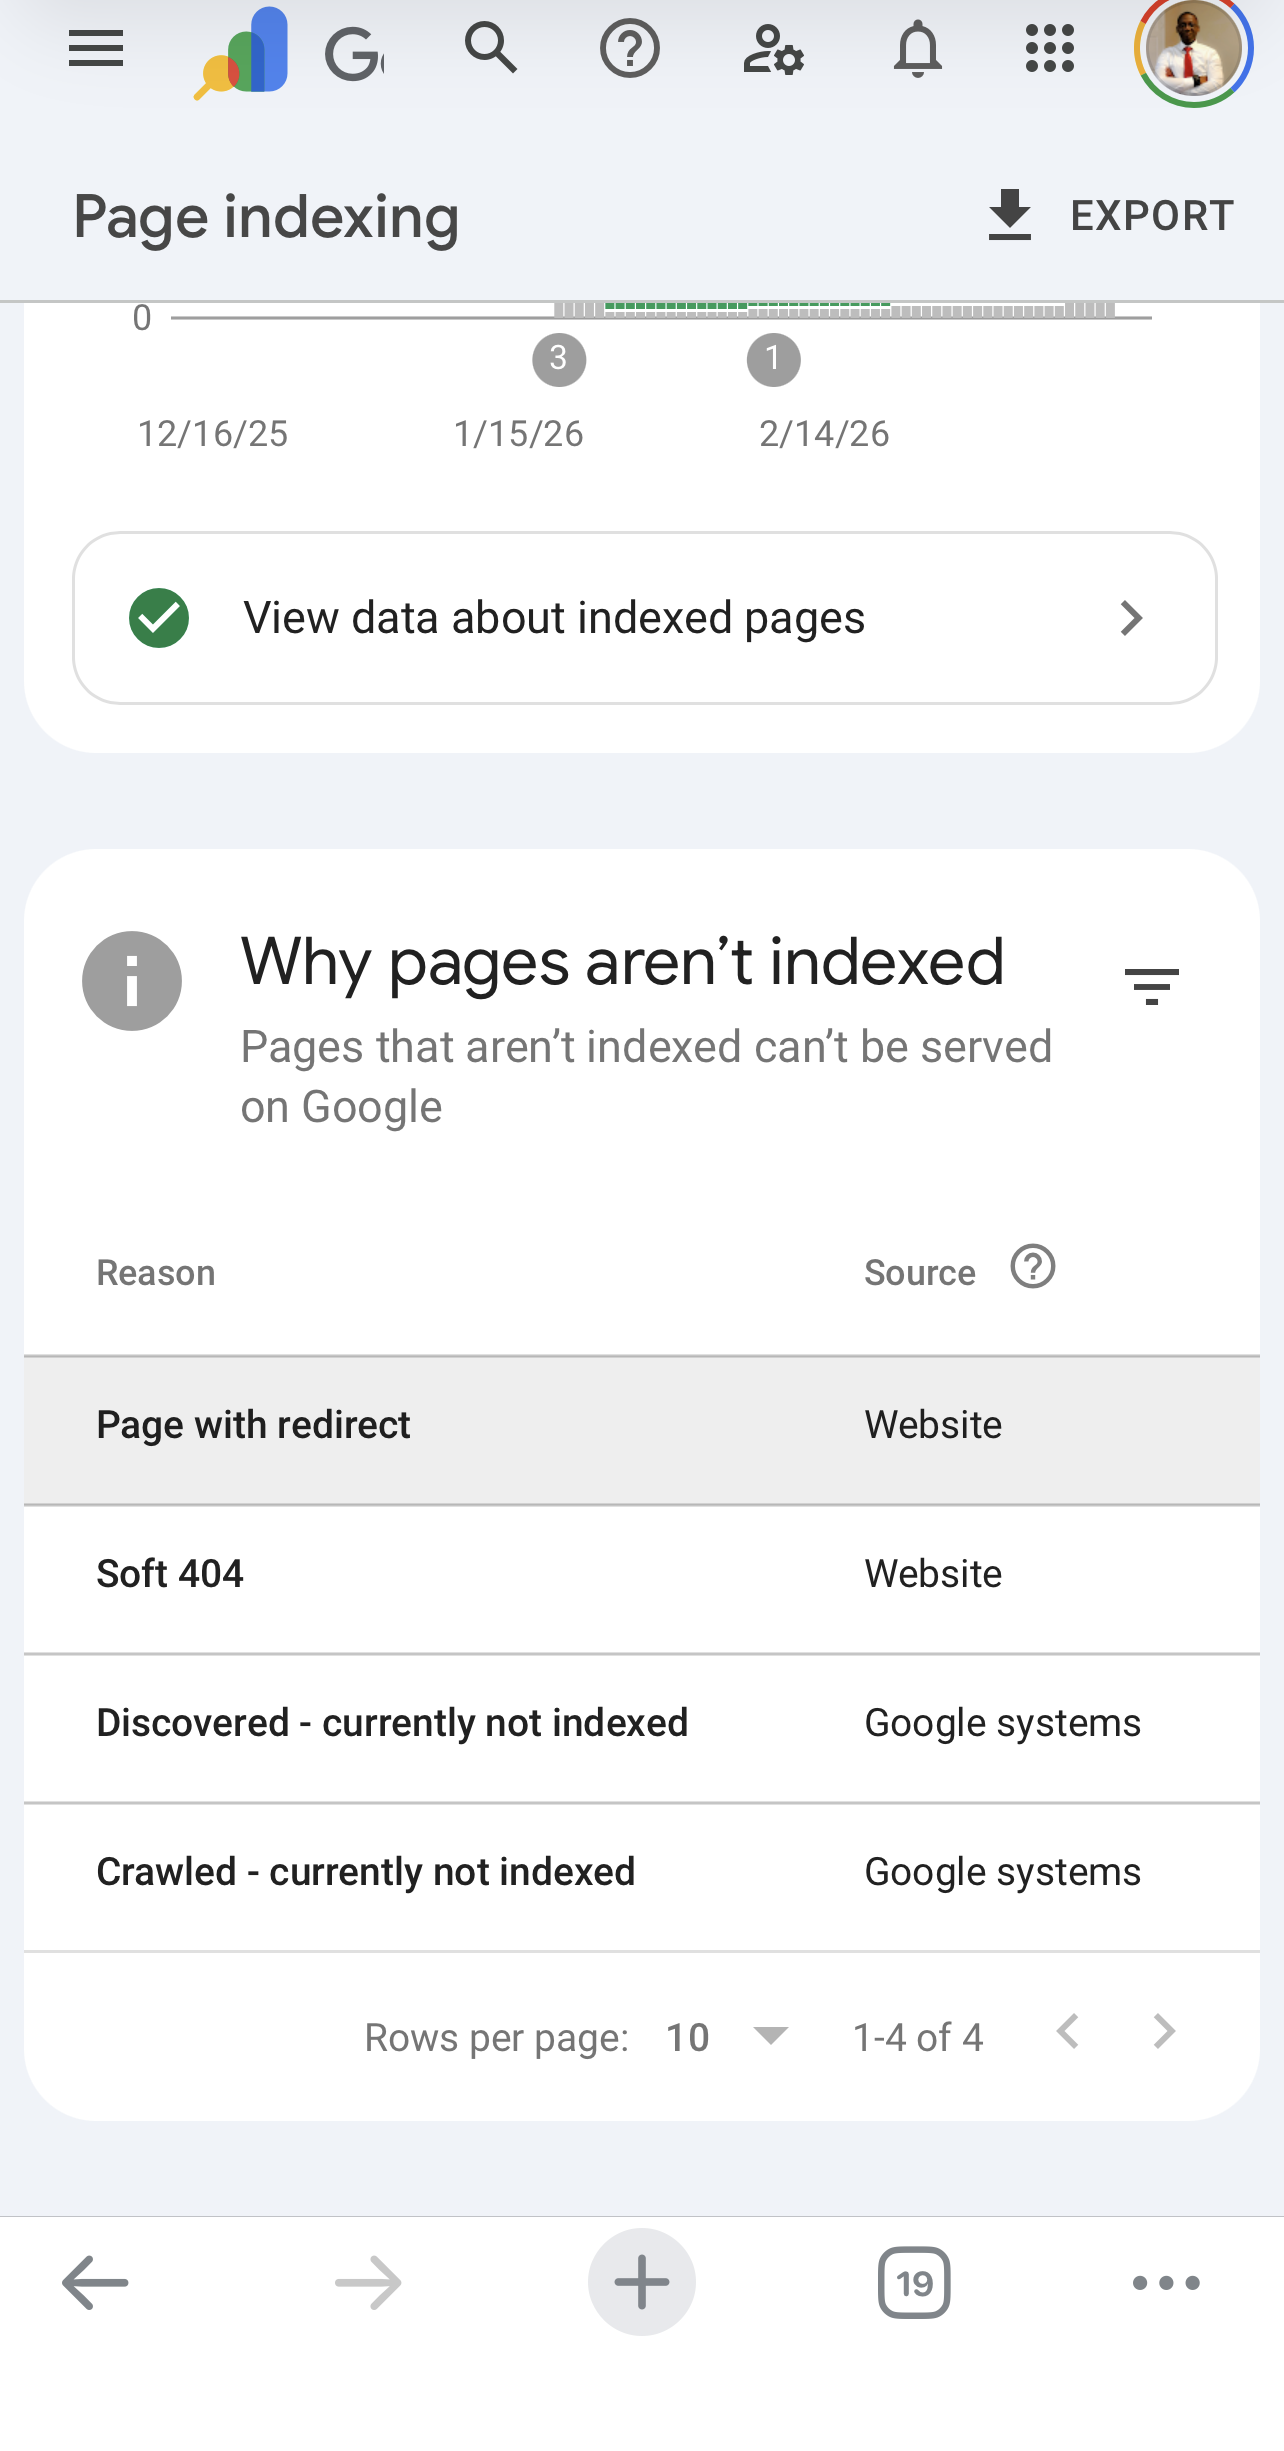 Page indexing
EXPORT
0
3
1
12/16/25
1/15/26
2/14/26
View data about indexed pages
Why pages aren’t indexed
Pages that aren’t indexed can’t be served
on Google
Reason Source
Page with redirect Website
Soft 404 Website
Discovered - currently not indexed Google systems
Crawled - currently not indexed Google systems
Rows per page: 10 1-4 of 4
19